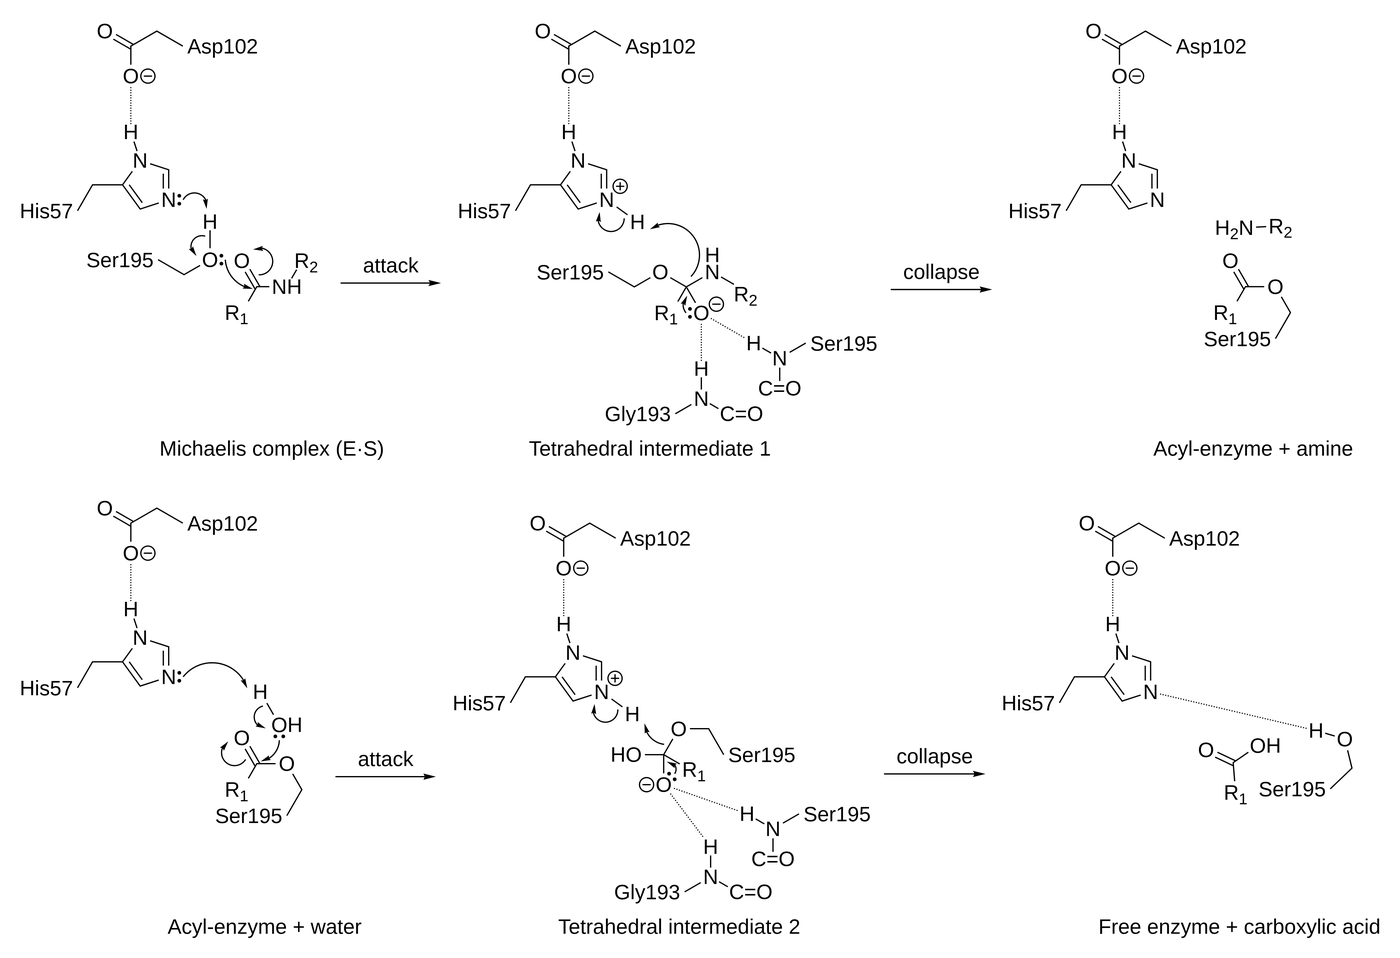 O
Asp102
O⊖
H
N
N:
His57
H
Ser195
O:
O
R2
NH
R1
attack
Michaelis complex (E·S)
O
Asp102
O⊖
H
N
⊕
N
His57
H
H
Ser195
O
N
R2
R1
:O⊖
H
Ser195
N
H
C=O
N
Gly193
C=O
Tetrahedral intermediate 1
collapse
O
Asp102
O⊖
H
N
N
His57
H2N–R2
O
O
R1
Ser195
Acyl-enzyme + amine
O
Asp102
O⊖
H
N
N:
His57
H
OH
O
O
R1
Ser195
attack
Acyl-enzyme + water
O
Asp102
O⊖
H
N
⊕
N
His57
H
O
HO
Ser195
R1
⊖O:
H
Ser195
N
H
C=O
N
Gly193
C=O
Tetrahedral intermediate 2
collapse
O
Asp102
O⊖
H
N
N
His57
H
O
O
OH
R1
Ser195
Free enzyme + carboxylic acid